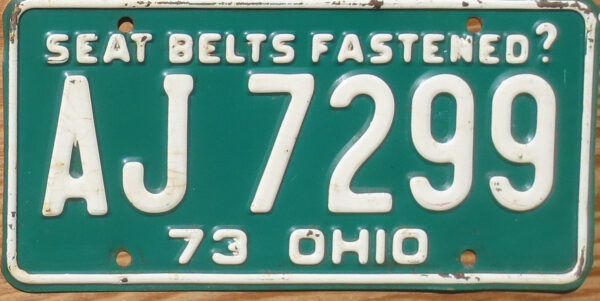 SEAT BELTS FASTENED?
AJ 7299
73 OHIO